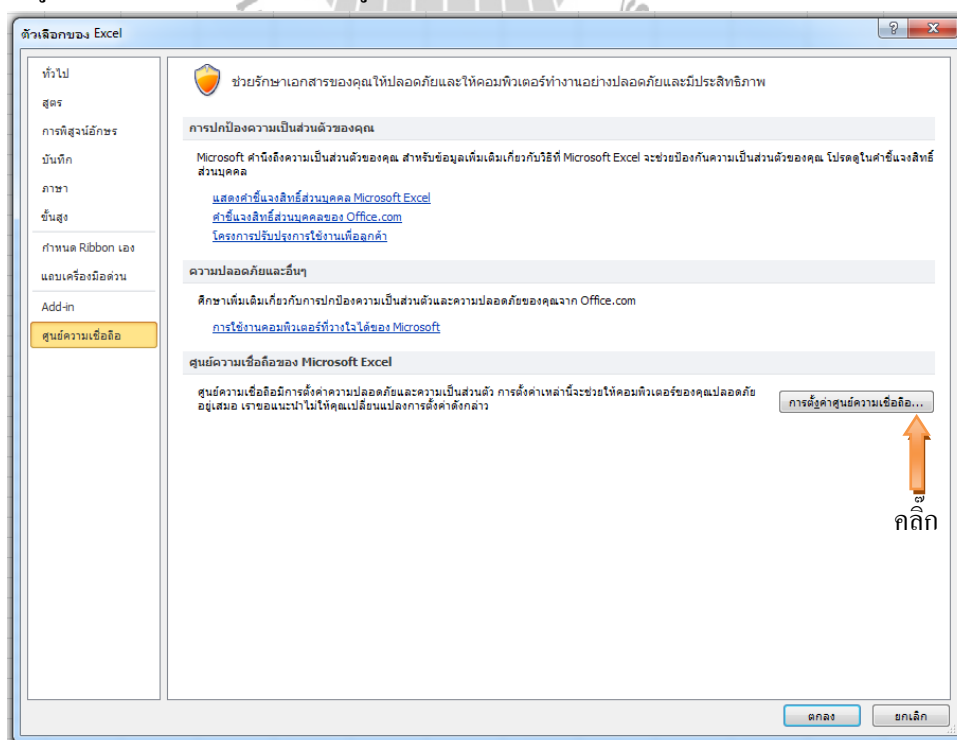 ตัวเลือกของ Excel
ทั่วไป
สูตร
การพิสูจน์อักษร
บันทึก
ภาษา
ขั้นสูง
กำหนด Ribbon เอง
แถบเครื่องมือด่วน
Add-in
ศูนย์ความเชื่อถือ
ช่วยรักษาเอกสารของคุณให้ปลอดภัยและให้คอมพิวเตอร์ทำงานอย่างปลอดภัยและมีประสิทธิภาพ
การปกป้องความเป็นส่วนตัวของคุณ
Microsoft คำนึงถึงความเป็นส่วนตัวของคุณ สำหรับข้อมูลเพิ่มเติมเกี่ยวกับวิธีที่ Microsoft Excel จะช่วยป้องกันความเป็นส่วนตัวของคุณ โปรดดูในคำชี้แจงสิทธิ์
ส่วนบุคคล
แสดงคำชี้แจงสิทธิ์ส่วนบุคคล Microsoft Excel
คำชี้แจงสิทธิ์ส่วนบุคคลของ Office.com
โครงการปรับปรุงการใช้งานเพื่อลูกค้า
ความปลอดภัยและอื่นๆ
ศึกษาเพิ่มเติมเกี่ยวกับการปกป้องความเป็นส่วนตัวและความปลอดภัยของคุณจาก Office.com
การใช้งานคอมพิวเตอร์ที่วางใจได้ของ Microsoft
ศูนย์ความเชื่อถือของ Microsoft Excel
ศูนย์ความเชื่อถือมีการตั้งค่าความปลอดภัยและความเป็นส่วนตัว การตั้งค่าเหล่านี้จะช่วยให้คอมพิวเตอร์ของคุณปลอดภัย
อยู่เสมอ เราขอแนะนำไม่ให้คุณเปลี่ยนแปลงการตั้งค่าดังกล่าว
การตั้งค่าศูนย์ความเชื่อถือ...
คลิ๊ก
ตกลง
ยกเลิก